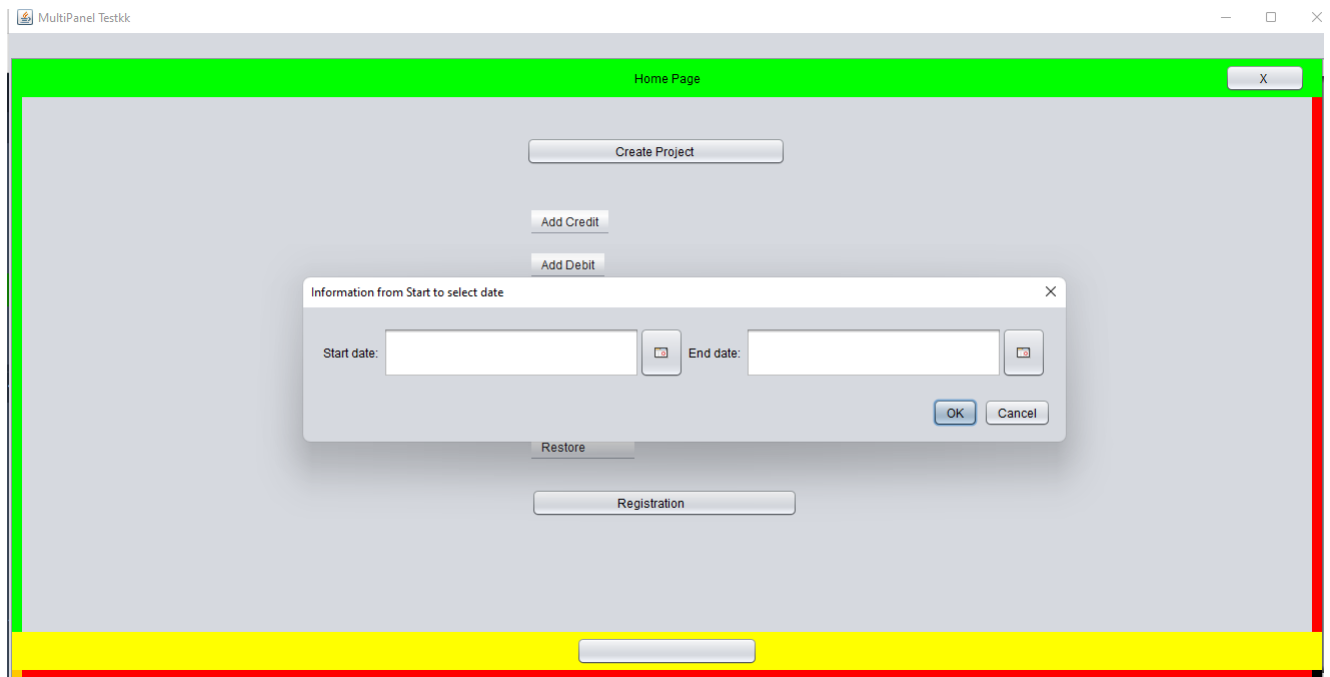 MultiPanel Testkk
Home Page
X
Create Project
Add Credit
Add Debit
Information from Start to select date
Start date:
End date:
OK
Cancel
Restore
Registration